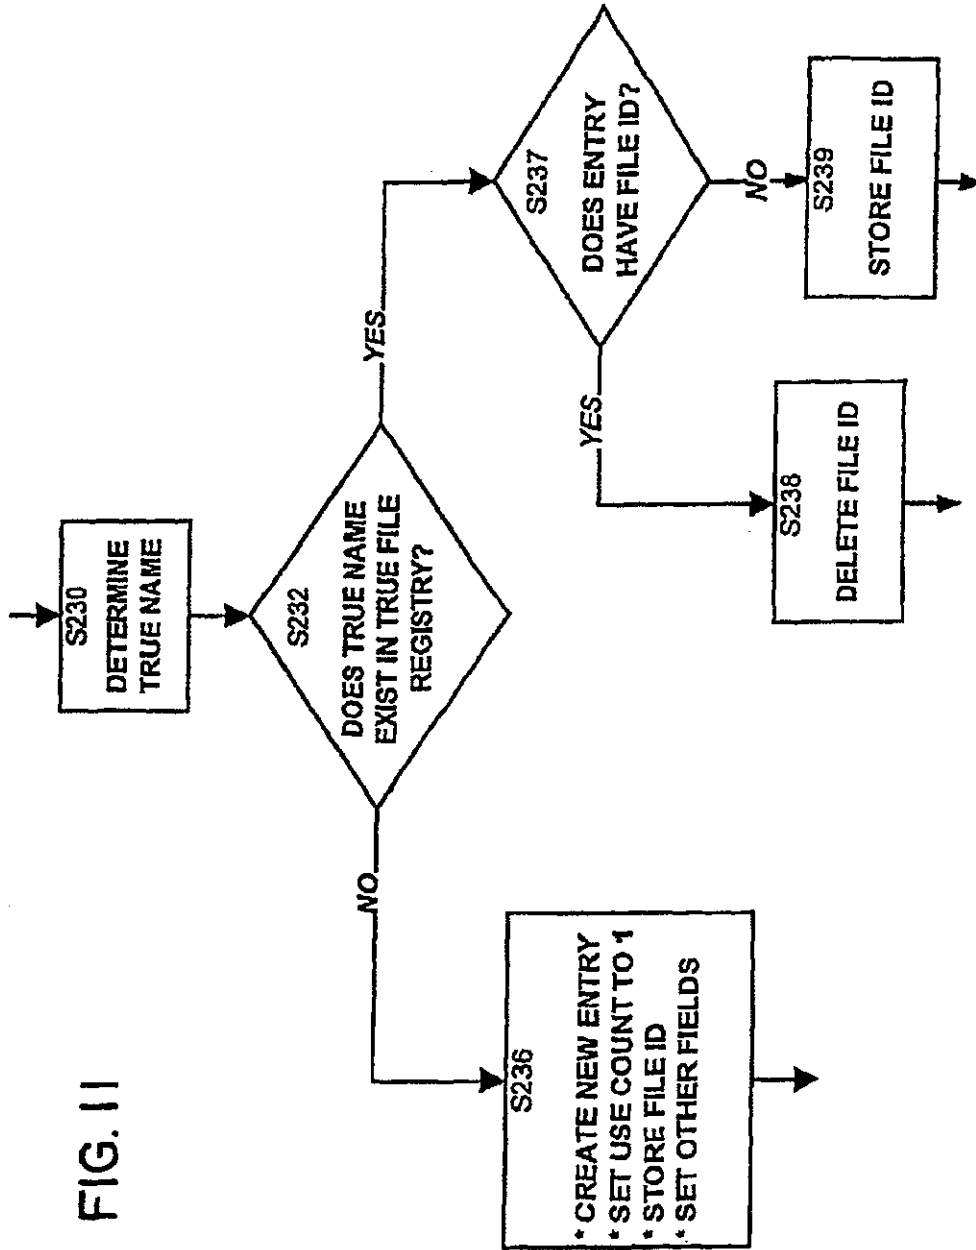 FIG. 11
S230
DETERMINE
TRUE NAME
S232
DOES TRUE NAME
EXIST IN TRUE FILE
REGISTRY?
NO
YES
S236
* CREATE NEW ENTRY
* SET USE COUNT TO 1
* STORE FILE ID
* SET OTHER FIELDS
S237
DOES ENTRY
HAVE FILE ID?
YES
NO
S238
DELETE FILE ID
S239
STORE FILE ID